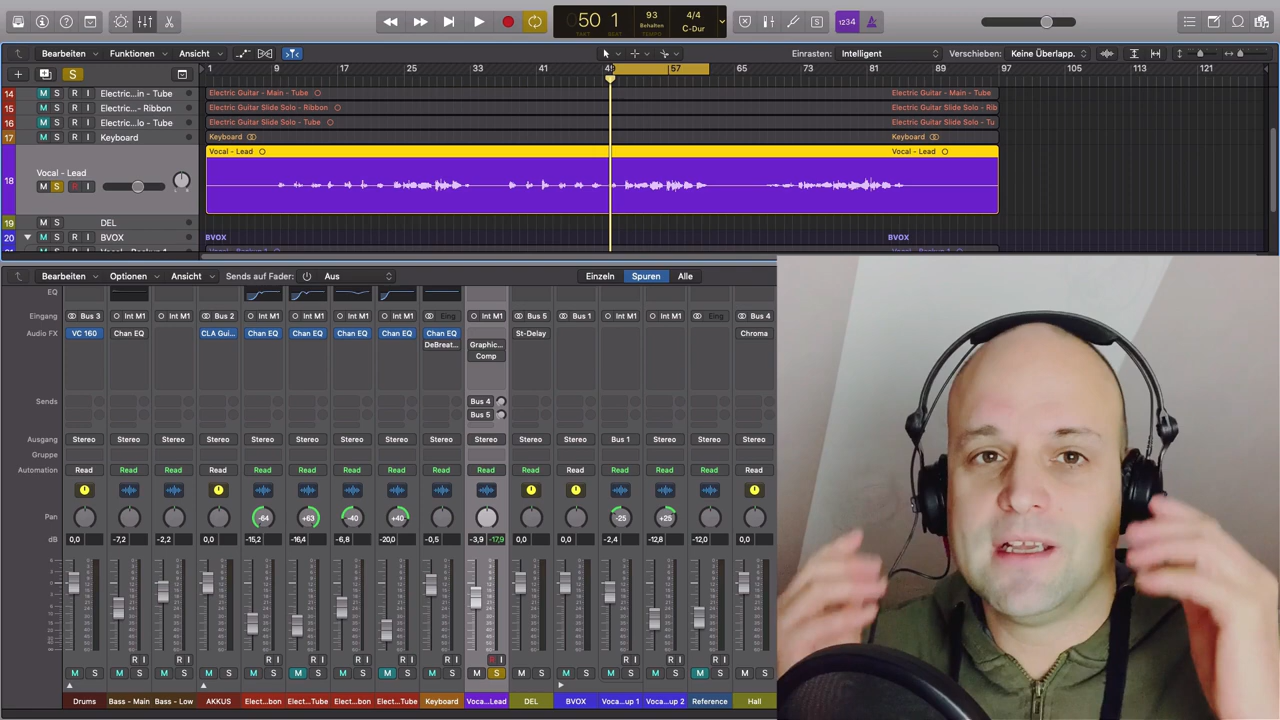 50 1
TAKT BEAT
93
Behalten
TEMPO
4/4
C-Dur
S
1234
Bearbeiten Funktionen Ansicht Einrasten: Intelligent Verschieben: Keine Überlapp.
S
1 9 17 25 33 41 49 57 65 73 81 89 97 105 113 121
14 M S R I Electric...in - Tube Electric Guitar - Main - Tube Electric Guitar - Main - Tube
15 M S R I Electric...- Ribbon Electric Guitar Slide Solo - Ribbon Electric Guitar Slide Solo - Rib
16 M S R I Electric...lo - Tube Electric Guitar Slide Solo - Tube Electric Guitar Slide Solo - Tu
17 M S R I Keyboard Keyboard Keyboard
Vocal - Lead Vocal - Lead
18 Vocal - Lead
M S R I
19 M S DEL
20 M S R I BVOX BVOX BVOX
Bearbeiten Optionen Ansicht Sends auf Fader: Aus Einzeln Spuren Alle
EQ
Eingang Bus 3 Int M1 Bus 2 Int M1 Int M1 Int M1 Int M1 Eing Int M1 Bus 5 Bus 1 Int M1 Int M1 Eing Bus 4
Audio FX VC 160 Chan EQ CLA Gui... Chan EQ Chan EQ Chan EQ Chan EQ Chan EQ St-Delay Chroma
DeBreat... Graphic...
Comp
Sends Bus 4
Bus 5
Ausgang Stereo Stereo Stereo Stereo Stereo Stereo Stereo Stereo Stereo Stereo Stereo Bus 1 Stereo Stereo Stereo
Gruppe
Automation Read Read Read Read Read Read Read Read Read Read Read Read Read Read Read Read
Pan -64 +63 -40 +40 -25 +25
dB 0,0 -7,2 -2,2 0,0 -15,2 -16,4 -6,8 -20,0 -0,5 -3,9 -17,9 0,0 0,0 -2,4 -12,8 -12,0 0,0
R I R I R I R I R I R I R I R I R I R I
M S M S M S M S M S M S M S M S M S M S M S M S M S M S M S M S
Drums Bass - Main Bass - Low AKKUS Elect...bon Elect...Tube Elect...bon Elect...Tube Keyboard Voca...Lead DEL BVOX Voca...up 1 Voca...up 2 Reference Hall